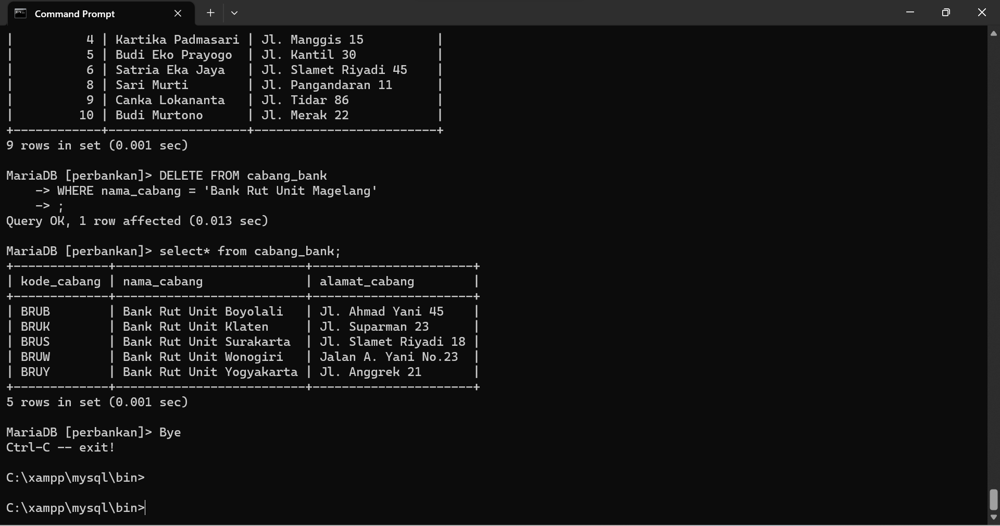 Command Prompt
|          4 | Kartika Padmasari | Jl. Manggis 15          |
|          5 | Budi Eko Prayogo  | Jl. Kantil 30           |
|          6 | Satria Eka Jaya   | Jl. Slamet Riyadi 45    |
|          8 | Sari Murti        | Jl. Pangandaran 11      |
|          9 | Canka Lokananta   | Jl. Tidar 86            |
|         10 | Budi Murtono      | Jl. Merak 22            |
+------------+-------------------+-------------------------+
9 rows in set (0.001 sec)
MariaDB [perbankan]> DELETE FROM cabang_bank
    -> WHERE nama_cabang = 'Bank Rut Unit Magelang'
    -> ;
Query OK, 1 row affected (0.013 sec)
MariaDB [perbankan]> select* from cabang_bank;
+-------------+--------------------------+----------------------+
| kode_cabang | nama_cabang              | alamat_cabang        |
+-------------+--------------------------+----------------------+
| BRUB        | Bank Rut Unit Boyolali   | Jl. Ahmad Yani 45    |
| BRUK        | Bank Rut Unit Klaten     | Jl. Suparman 23      |
| BRUS        | Bank Rut Unit Surakarta  | Jl. Slamet Riyadi 18 |
| BRUW        | Bank Rut Unit Wonogiri   | Jalan A. Yani No.23  |
| BRUY        | Bank Rut Unit Yogyakarta | Jl. Anggrek 21       |
+-------------+--------------------------+----------------------+
5 rows in set (0.001 sec)
MariaDB [perbankan]> Bye
Ctrl-C -- exit!
C:\xampp\mysql\bin>
C:\xampp\mysql\bin>